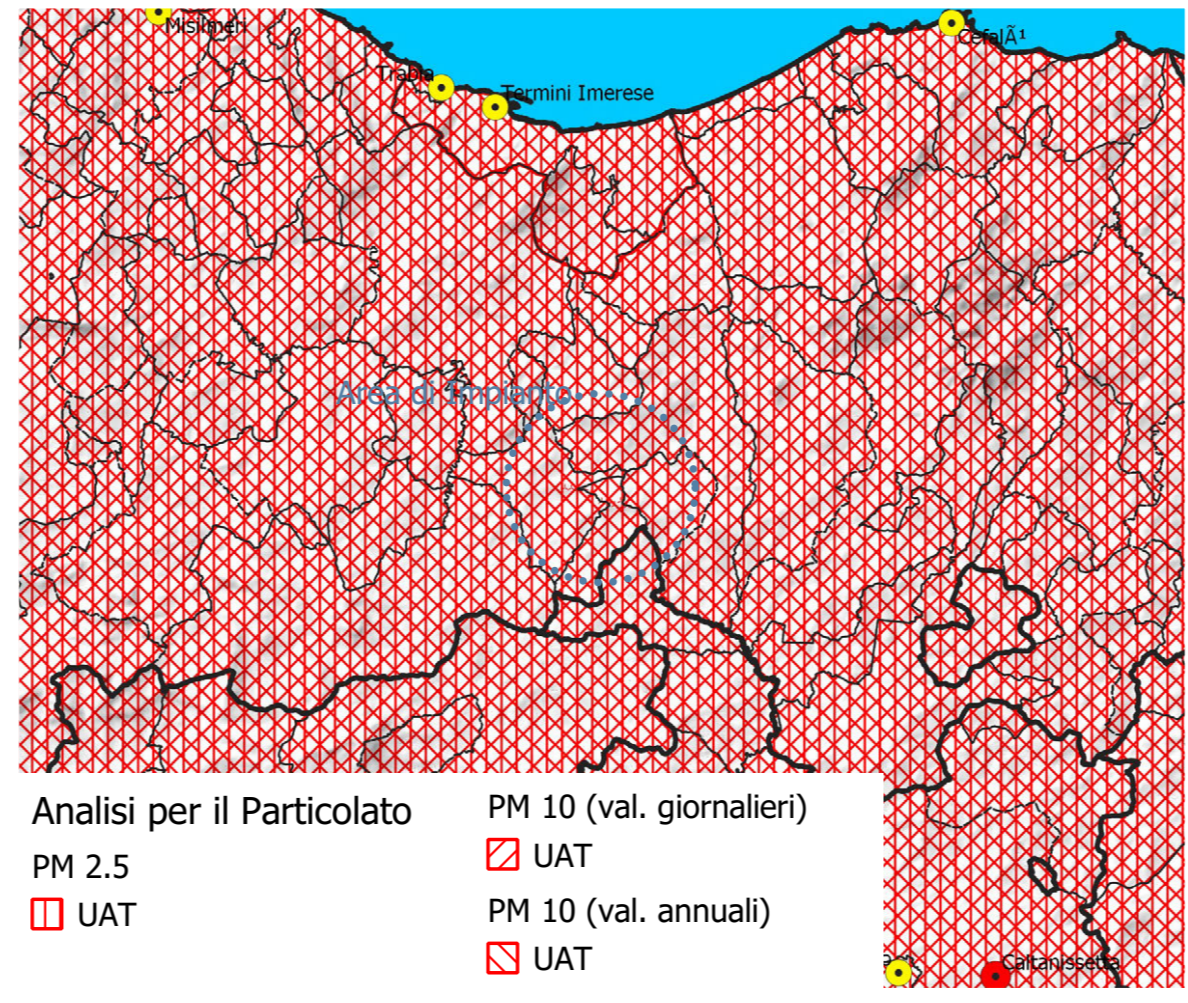 Misilmeri
CefalÃ¹
Trabia
Termini Imerese
Area di Impianto
Analisi per il Particolato
PM 2.5
UAT
PM 10 (val. giornalieri)
UAT
PM 10 (val. annuali)
UAT
Caltanissetta